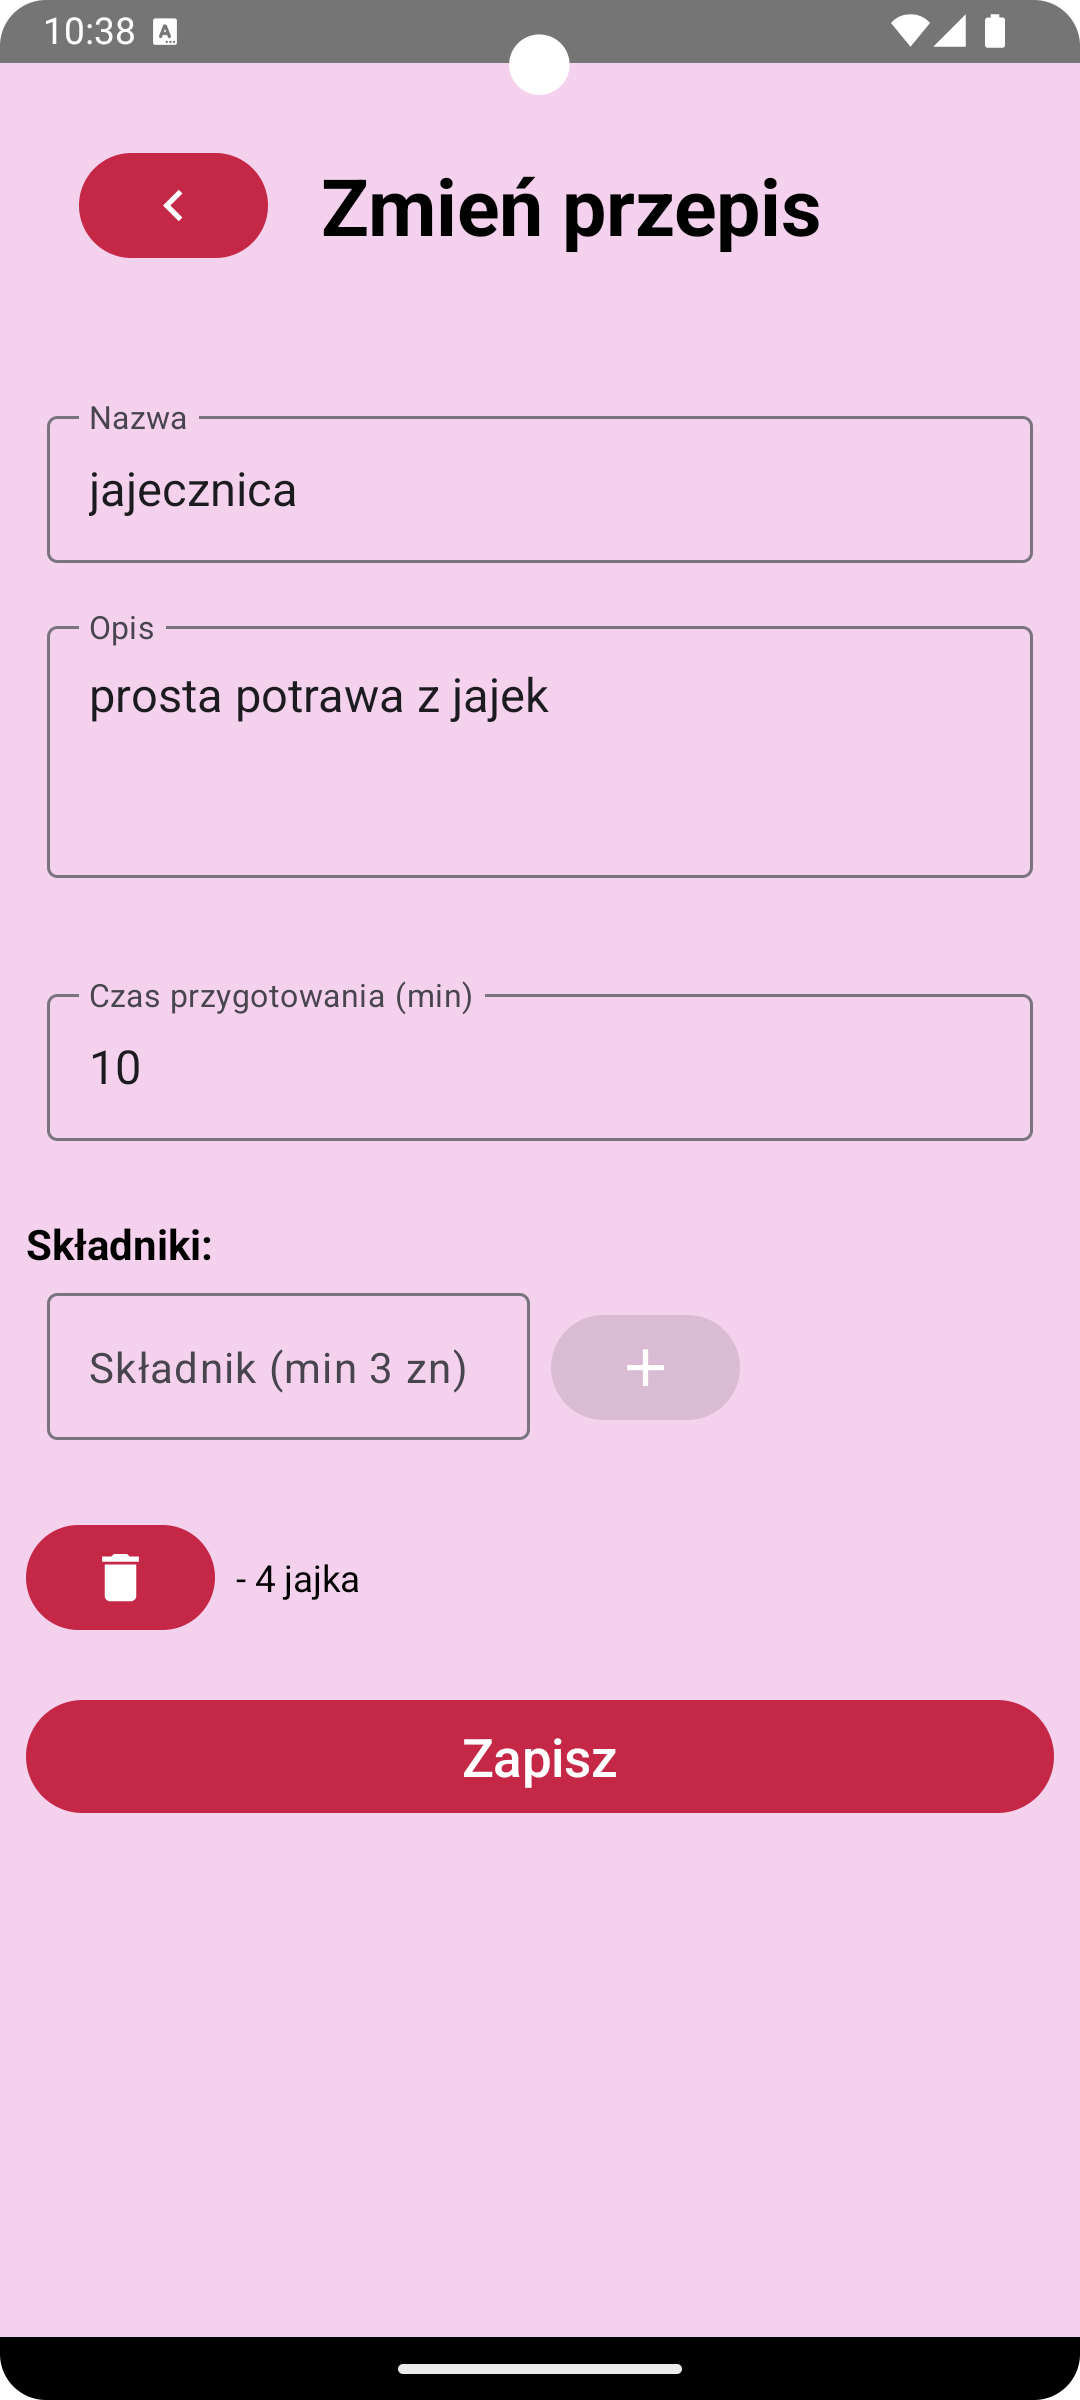 10:38
Zmień przepis
Nazwa
jajecznica
Opis
prosta potrawa z jajek
Czas przygotowania (min)
10
Składniki:
Składnik (min 3 zn)
- 4 jajka
Zapisz